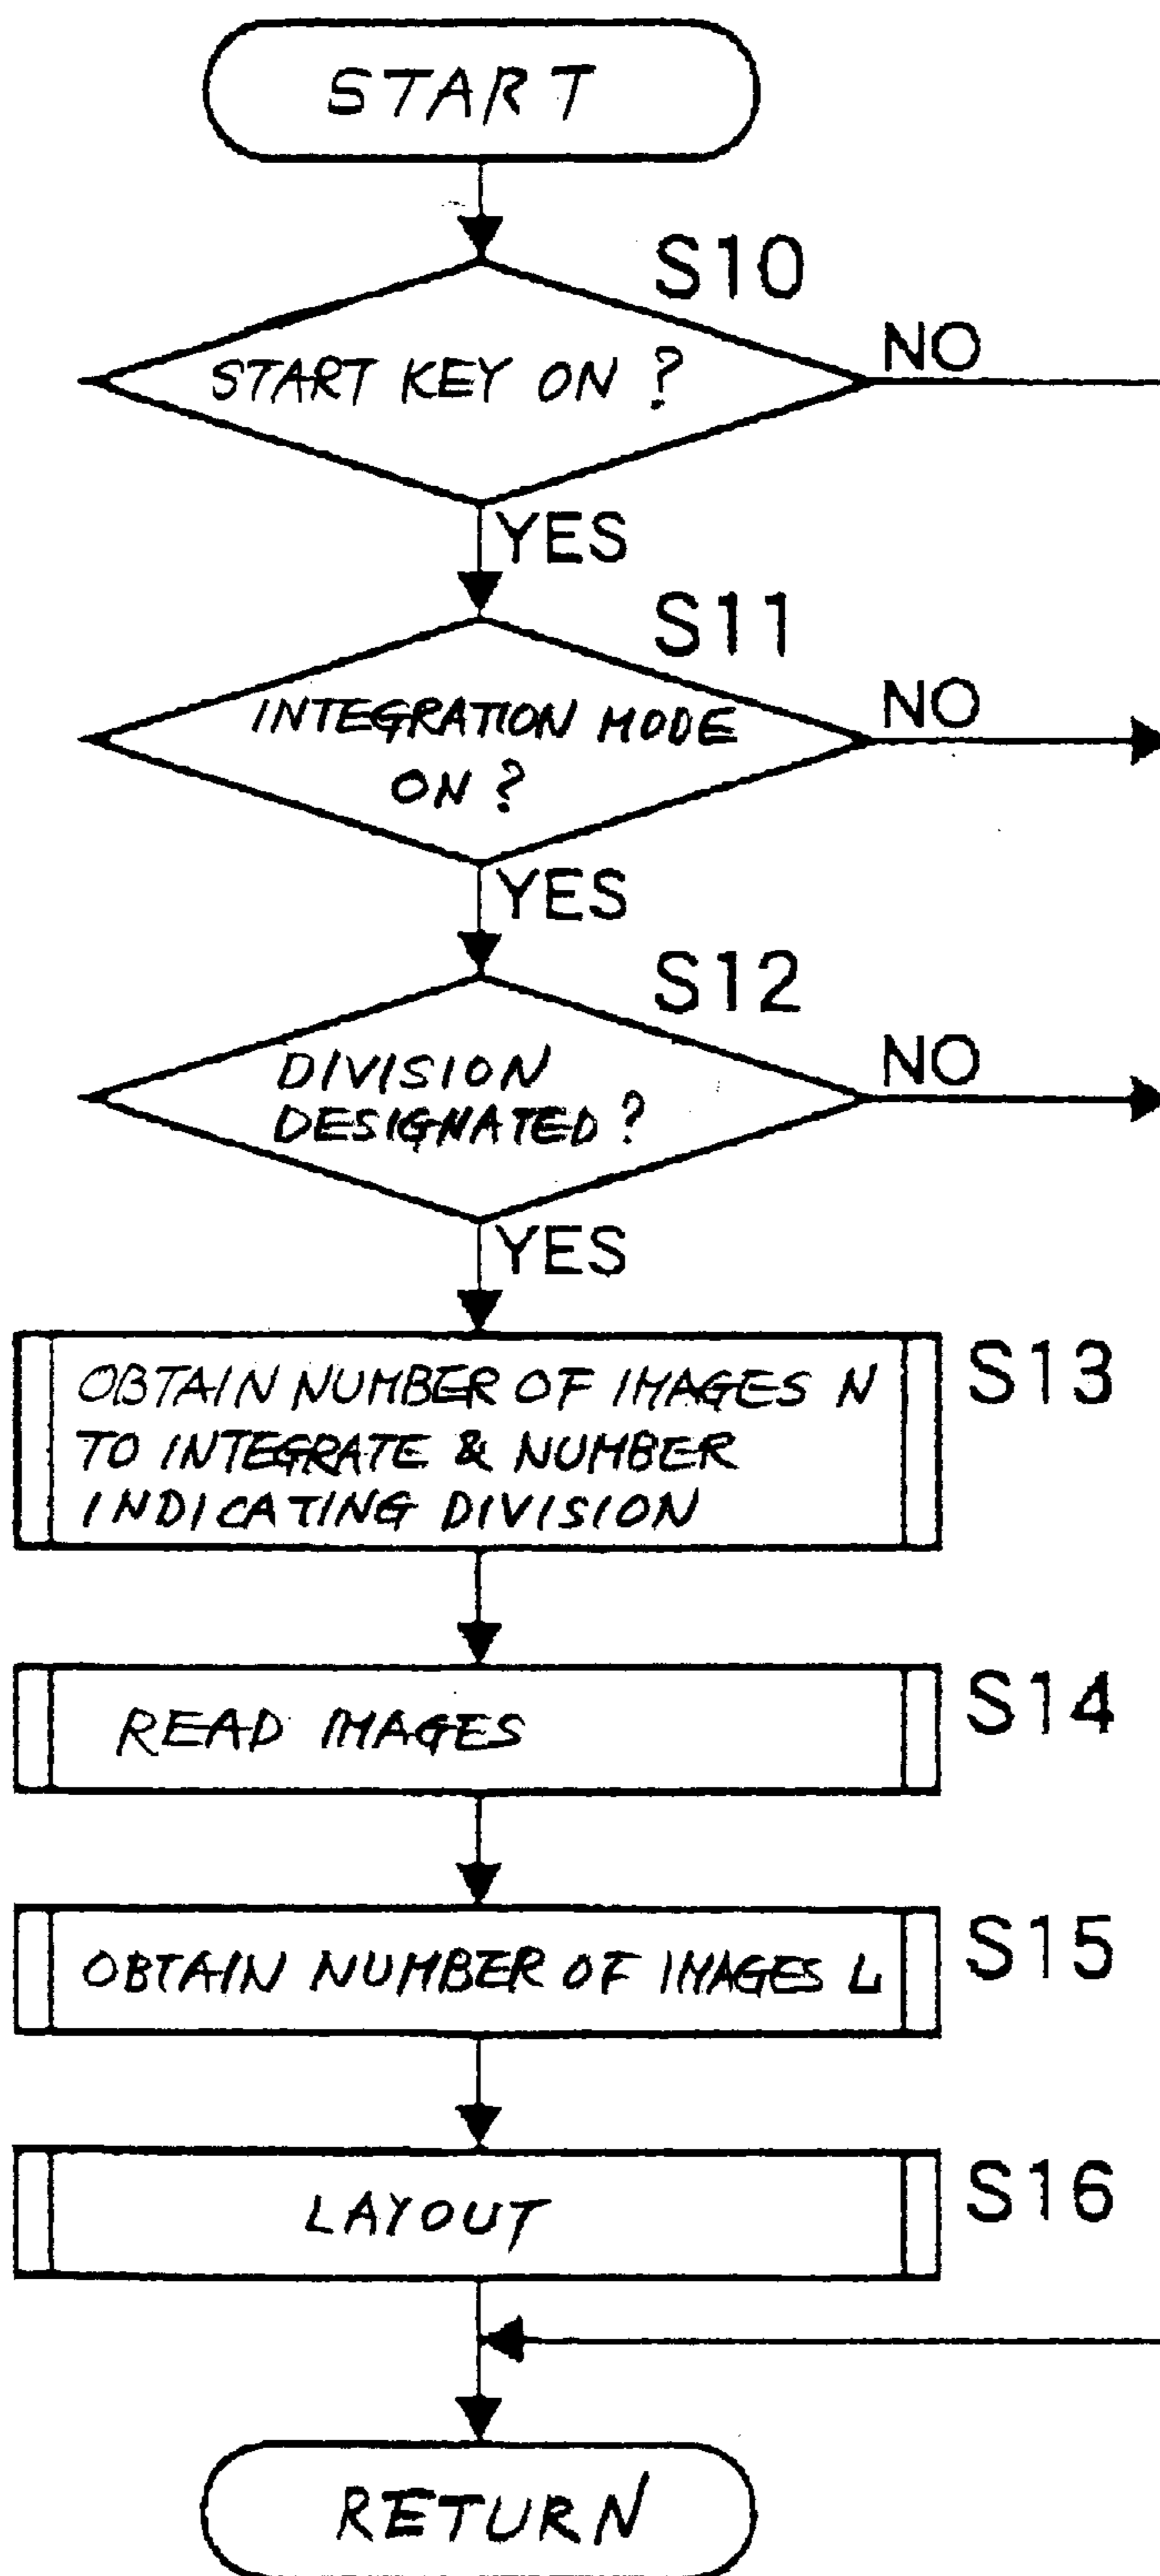 START
S10
START KEY ON ?
NO
YES
S11
INTEGRATION MODE
ON ?
NO
YES
S12
DIVISION
DESIGNATED ?
NO
YES
S13
OBTAIN NUMBER OF IMAGES N
TO INTEGRATE & NUMBER
INDICATING DIVISION
S14
READ IMAGES
S15
OBTAIN NUMBER OF IMAGES L
S16
LAYOUT
RETURN